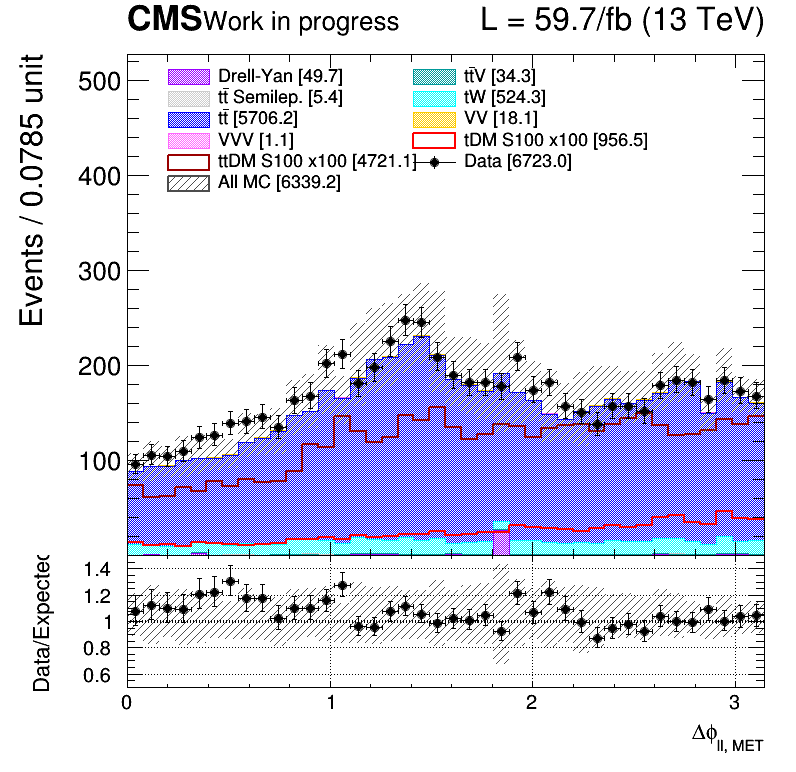 CMS Work in progress L = 59.7/fb (13 TeV)
Events / 0.0785 unit
500
400
300
200
100
Drell-Yan [49.7] tt̄V [34.3]
tt̄ Semilep. [5.4] tW [524.3]
tt̄ [5706.2] VV [18.1]
VVV [1.1] tDM S100 x100 [956.5]
ttDM S100 x100 [4721.1] Data [6723.0]
All MC [6339.2]
Data/Expected
1.4
1.2
1
0.8
0.6
0 1 2 3
Δϕll, MET